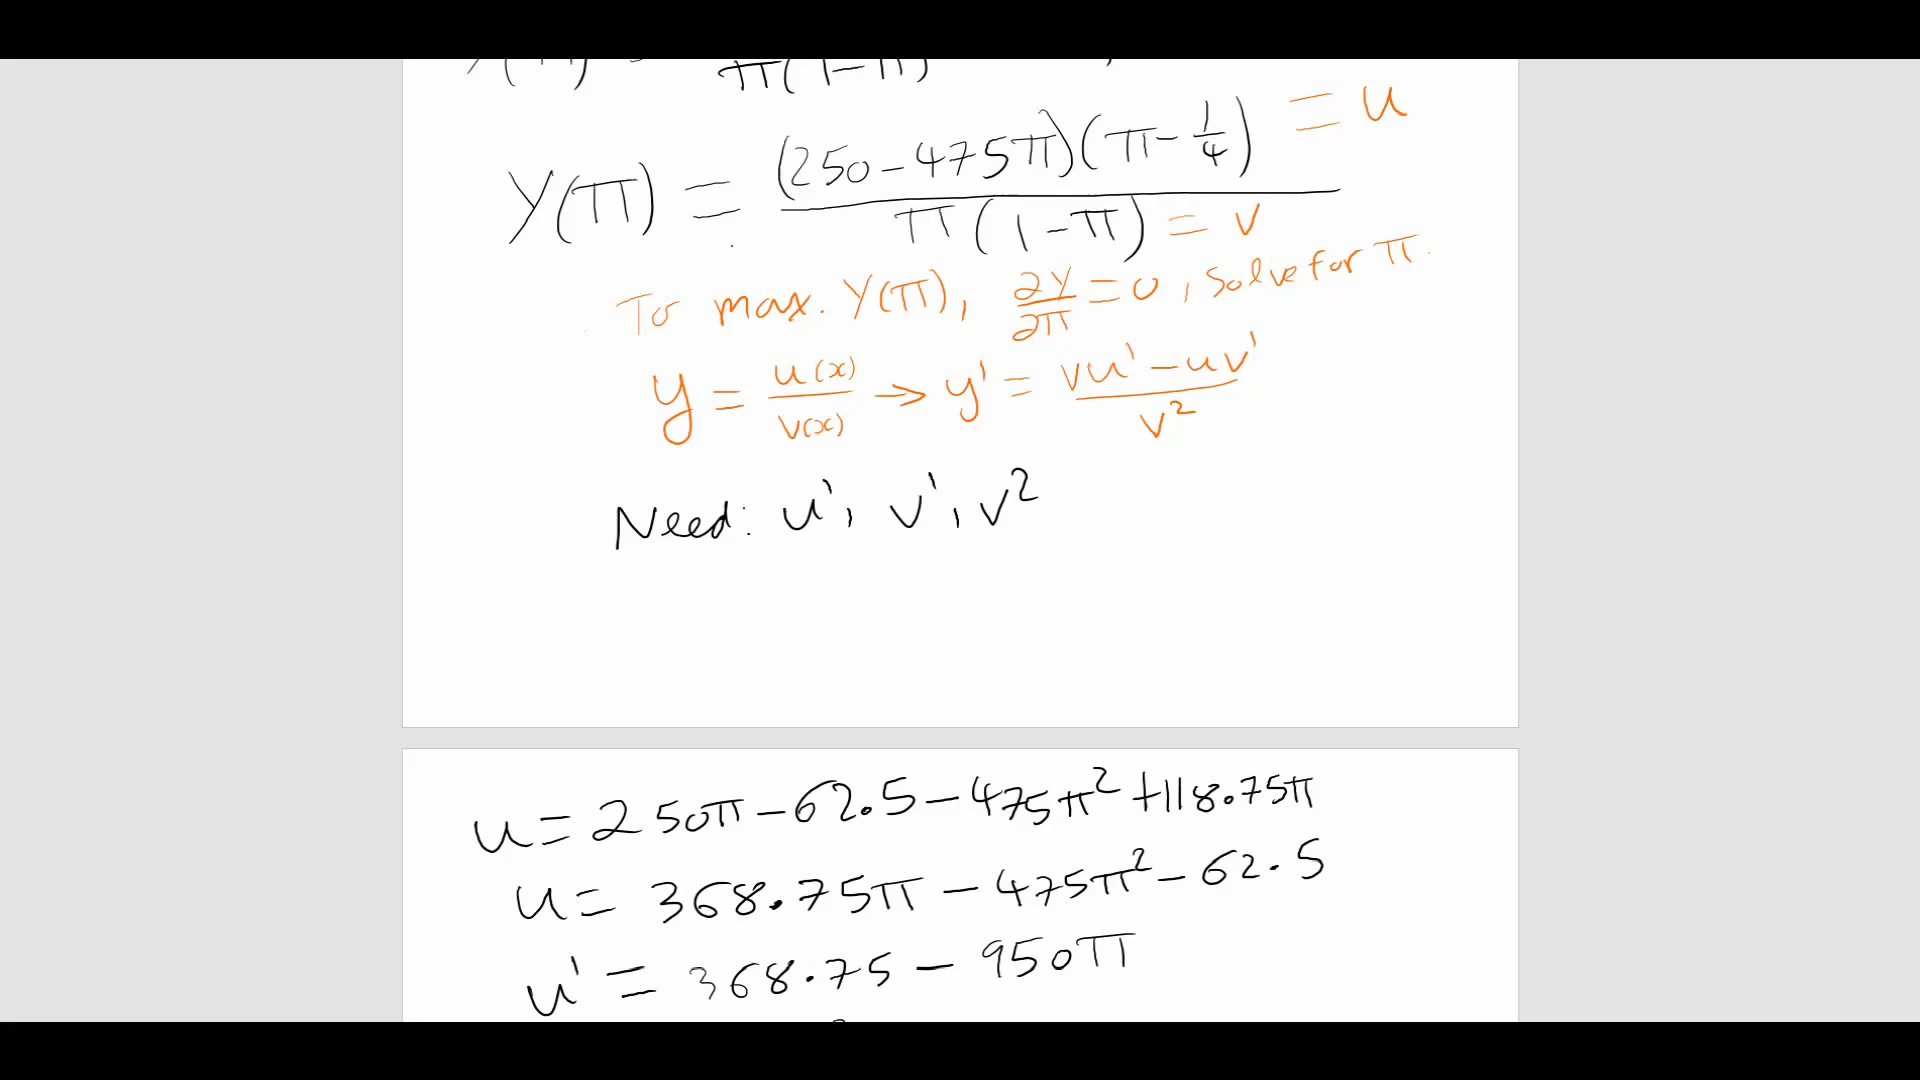 π(1-π)
Y(π) = (250-475π)(π-1/4) = u
π(1-π) = v
To max. Y(π), ∂Y/∂π = 0, solve for π.
y = u(x)/v(x) → y' = (vu' - uv')/v²
Need: u', v', v²
u = 250π - 62.5 - 475π² + 118.75π
u = 368.75π - 475π² - 62.5
u' = 368.75 - 950π